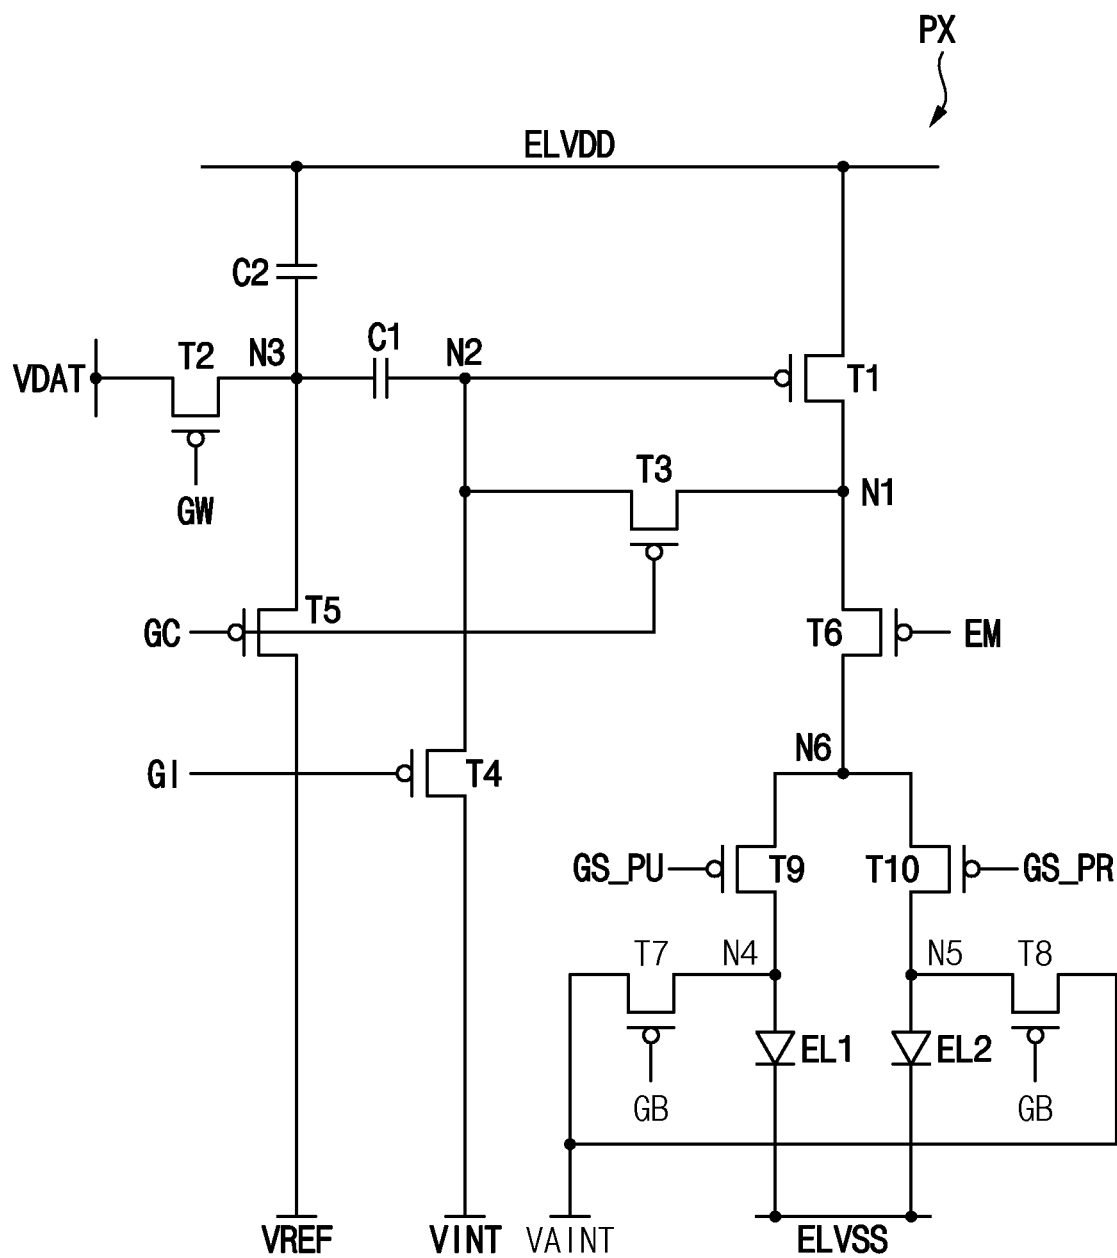 PX
ELVDD
C2
C1
T2
N3
N2
VDAT
T1
T3
N1
GW
T5
GC
T6
EM
N6
GI
T4
GS_PU
T9
T10
GS_PR
T7
N4
N5
T8
EL1
EL2
GB
GB
VREF
VINT
VAINT
ELVSS